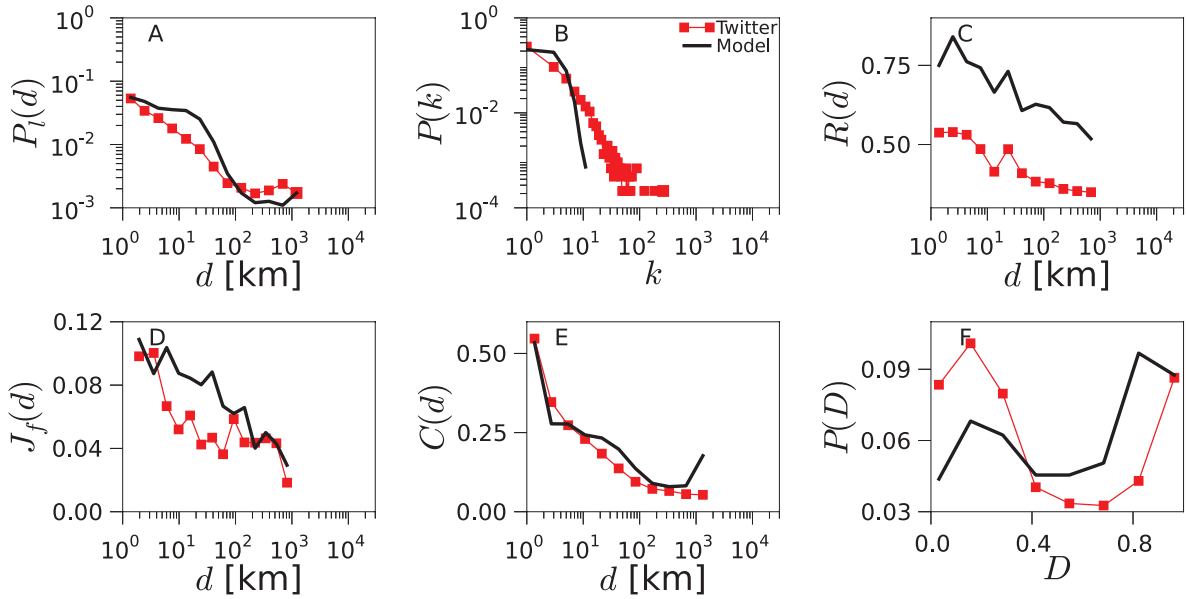 A
10^0
10^-1
10^-2
10^-3
P_l(d)
10^0 10^1 10^2 10^3 10^4
d [km]
B
Twitter
Model
10^0
10^-2
10^-4
P(k)
10^0 10^1 10^2 10^3 10^4
k
C
0.75
0.50
R(d)
10^0 10^1 10^2 10^3 10^4
d [km]
D
0.12
0.08
0.04
0.00
J_f(d)
10^0 10^1 10^2 10^3 10^4
d [km]
E
0.50
0.25
0.00
C(d)
10^0 10^1 10^2 10^3 10^4
d [km]
F
0.09
0.06
0.03
P(D)
0.0 0.4 0.8
D